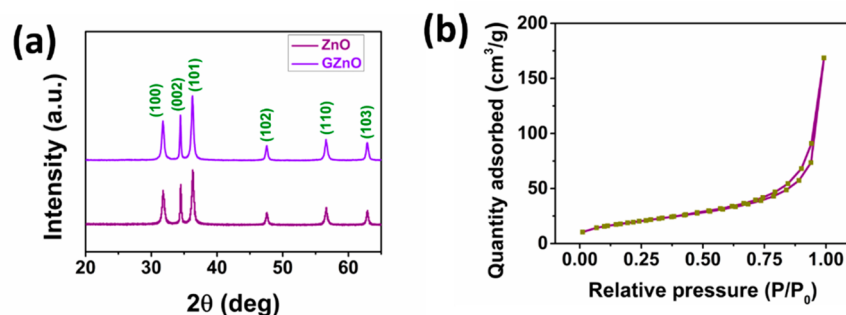 (a)
ZnO
GZnO
(100)
(002)
(101)
(102)
(110)
(103)
Intensity (a.u.)
20
30
40
50
60
2θ (deg)
(b)
Quantity adsorbed (cm³/g)
200
150
100
50
0
0.00
0.25
0.50
0.75
1.00
Relative pressure (P/P₀)